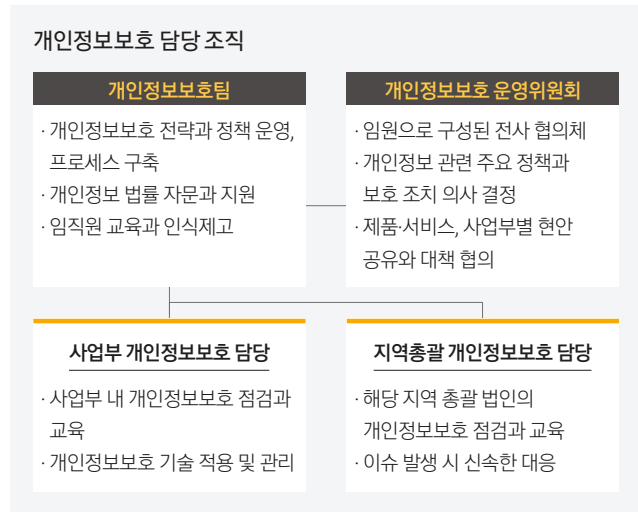 개인정보보호 담당 조직
개인정보보호팀
· 개인정보보호 전략과 정책 운영,
프로세스 구축
· 개인정보 법률 자문과 지원
· 임직원 교육과 인식제고
개인정보보호 운영위원회
· 임원으로 구성된 전사 협의체
· 개인정보 관련 주요 정책과
보호 조치 의사 결정
· 제품·서비스, 사업부별 현안
공유와 대책 협의
사업부 개인정보보호 담당
· 사업부 내 개인정보보호 점검과
교육
· 개인정보보호 기술 적용 및 관리
지역총괄 개인정보보호 담당
· 해당 지역 총괄 법인의
개인정보보호 점검과 교육
· 이슈 발생 시 신속한 대응